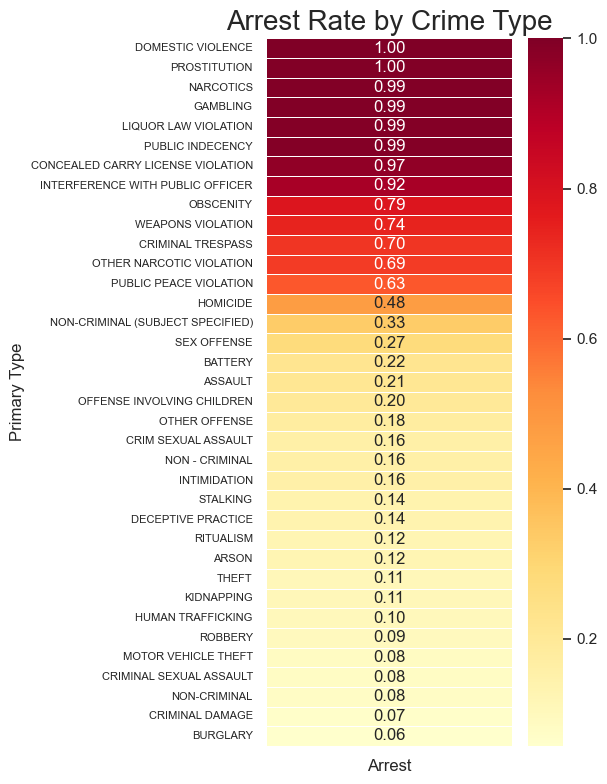 Arrest Rate by Crime Type
DOMESTIC VIOLENCE 1.00
PROSTITUTION 1.00
NARCOTICS 0.99
GAMBLING 0.99
LIQUOR LAW VIOLATION 0.99
PUBLIC INDECENCY 0.99
CONCEALED CARRY LICENSE VIOLATION 0.97
INTERFERENCE WITH PUBLIC OFFICER 0.92
OBSCENITY 0.79
WEAPONS VIOLATION 0.74
CRIMINAL TRESPASS 0.70
OTHER NARCOTIC VIOLATION 0.69
PUBLIC PEACE VIOLATION 0.63
HOMICIDE 0.48
NON-CRIMINAL (SUBJECT SPECIFIED) 0.33
SEX OFFENSE 0.27
BATTERY 0.22
ASSAULT 0.21
OFFENSE INVOLVING CHILDREN 0.20
OTHER OFFENSE 0.18
CRIM SEXUAL ASSAULT 0.16
NON - CRIMINAL 0.16
INTIMIDATION 0.16
STALKING 0.14
DECEPTIVE PRACTICE 0.14
RITUALISM 0.12
ARSON 0.12
THEFT 0.11
KIDNAPPING 0.11
HUMAN TRAFFICKING 0.10
ROBBERY 0.09
MOTOR VEHICLE THEFT 0.08
CRIMINAL SEXUAL ASSAULT 0.08
NON-CRIMINAL 0.08
CRIMINAL DAMAGE 0.07
BURGLARY 0.06
Primary Type
Arrest
1.0
0.8
0.6
0.4
0.2